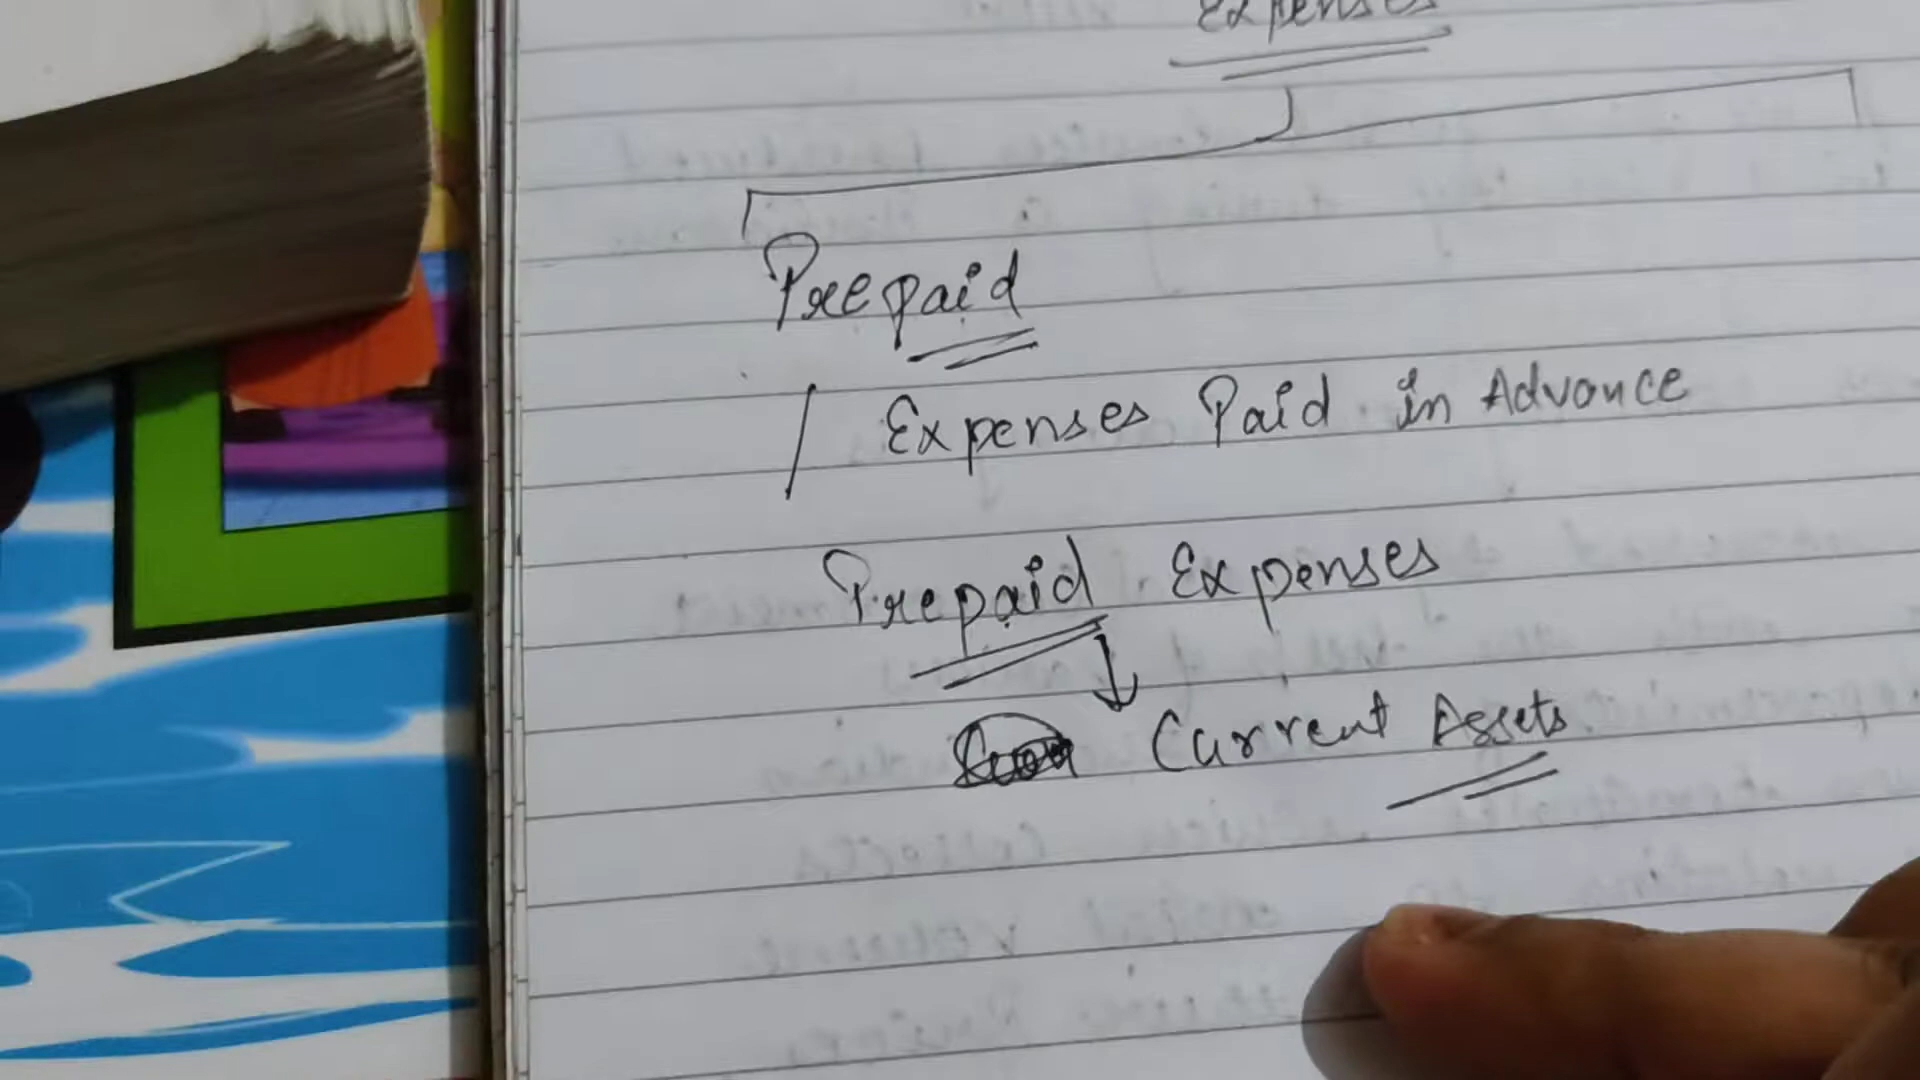 Expenses
Prepaid
Expenses Paid in Advance
Prepaid Expenses
Current Assets